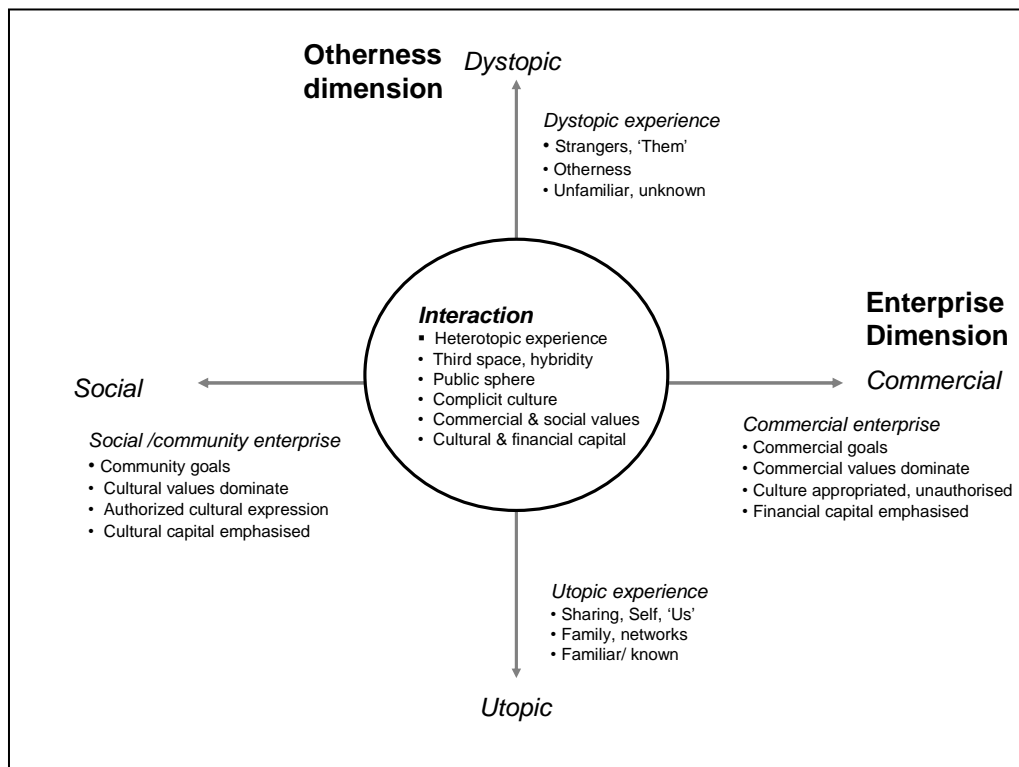 Otherness
dimension
Dystopic
Dystopic experience
• Strangers, ‘Them’
• Otherness
• Unfamiliar, unknown
Enterprise
Dimension
Interaction
▪ Heterotopic experience
• Third space, hybridity
• Public sphere
• Complicit culture
• Commercial & social values
• Cultural & financial capital
Social
Commercial
Social /community enterprise
• Community goals
• Cultural values dominate
• Authorized cultural expression
• Cultural capital emphasised
Commercial enterprise
• Commercial goals
• Commercial values dominate
• Culture appropriated, unauthorised
• Financial capital emphasised
Utopic experience
• Sharing, Self, ‘Us’
• Family, networks
• Familiar/ known
Utopic